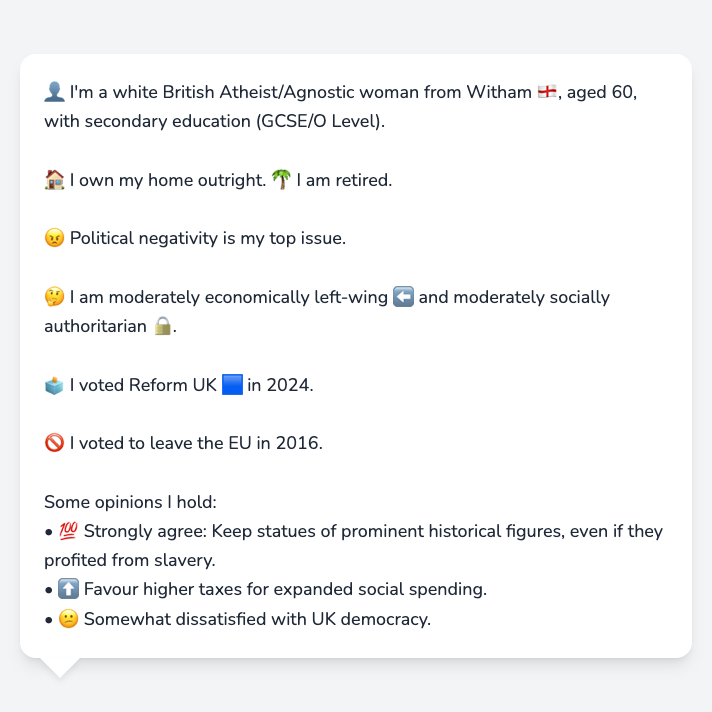 👤 I'm a white British Atheist/Agnostic woman from Witham 🏴󠁧󠁢󠁥󠁮󠁧󠁿, aged 60,
with secondary education (GCSE/O Level).
🏠 I own my home outright. 🌴 I am retired.
😠 Political negativity is my top issue.
🤔 I am moderately economically left-wing ⬅️ and moderately socially
authoritarian 🔒.
🗳️ I voted Reform UK 🟦 in 2024.
🚫 I voted to leave the EU in 2016.
Some opinions I hold:
• 💯 Strongly agree: Keep statues of prominent historical figures, even if they
profited from slavery.
• ⬆️ Favour higher taxes for expanded social spending.
• 😕 Somewhat dissatisfied with UK democracy.